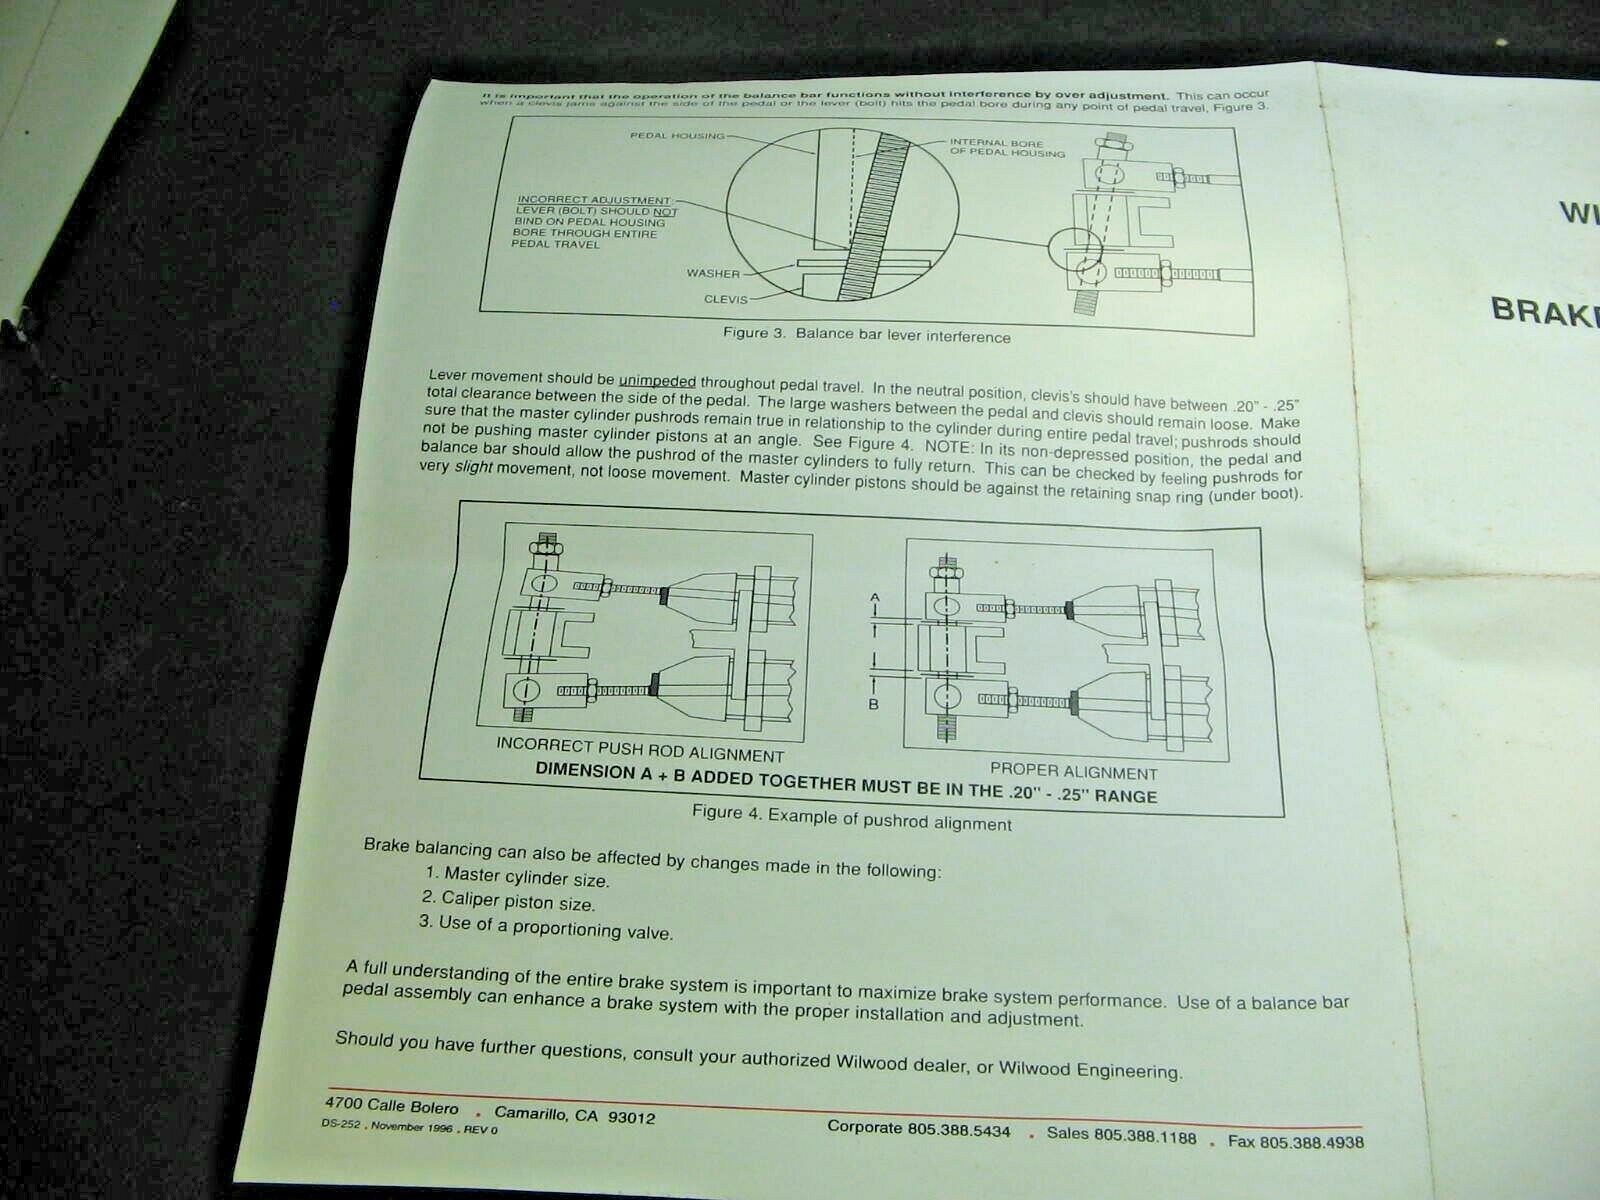 It is important that the operation of the balance bar functions without interference by over adjustment. This can occur
when a clevis jams against the side of the pedal or the lever (bolt) hits the pedal bore during any point of pedal travel, Figure 3.
PEDAL HOUSING
INTERNAL BORE
OF PEDAL HOUSING
INCORRECT ADJUSTMENT:
LEVER (BOLT) SHOULD NOT
BIND ON PEDAL HOUSING
BORE THROUGH ENTIRE
PEDAL TRAVEL
WASHER
CLEVIS
Figure 3. Balance bar lever interference
Lever movement should be unimpeded throughout pedal travel. In the neutral position, clevis's should have between .20" - .25"
total clearance between the side of the pedal. The large washers between the pedal and clevis should remain loose. Make
sure that the master cylinder pushrods remain true in relationship to the cylinder during entire pedal travel; pushrods should
not be pushing master cylinder pistons at an angle. See Figure 4. NOTE: In its non-depressed position, the pedal and
balance bar should allow the pushrod of the master cylinders to fully return. This can be checked by feeling pushrods for
very slight movement, not loose movement. Master cylinder pistons should be against the retaining snap ring (under boot).
A
B
INCORRECT PUSH ROD ALIGNMENT
PROPER ALIGNMENT
DIMENSION A + B ADDED TOGETHER MUST BE IN THE .20" - .25" RANGE
Figure 4. Example of pushrod alignment
Brake balancing can also be affected by changes made in the following:
1. Master cylinder size.
2. Caliper piston size.
3. Use of a proportioning valve.
A full understanding of the entire brake system is important to maximize brake system performance. Use of a balance bar
pedal assembly can enhance a brake system with the proper installation and adjustment.
Should you have further questions, consult your authorized Wilwood dealer, or Wilwood Engineering.
4700 Calle Bolero . Camarillo, CA 93012
DS-252 . November 1996 . REV 0
Corporate 805.388.5434 . Sales 805.388.1188 . Fax 805.388.4938
WI
BRAKE